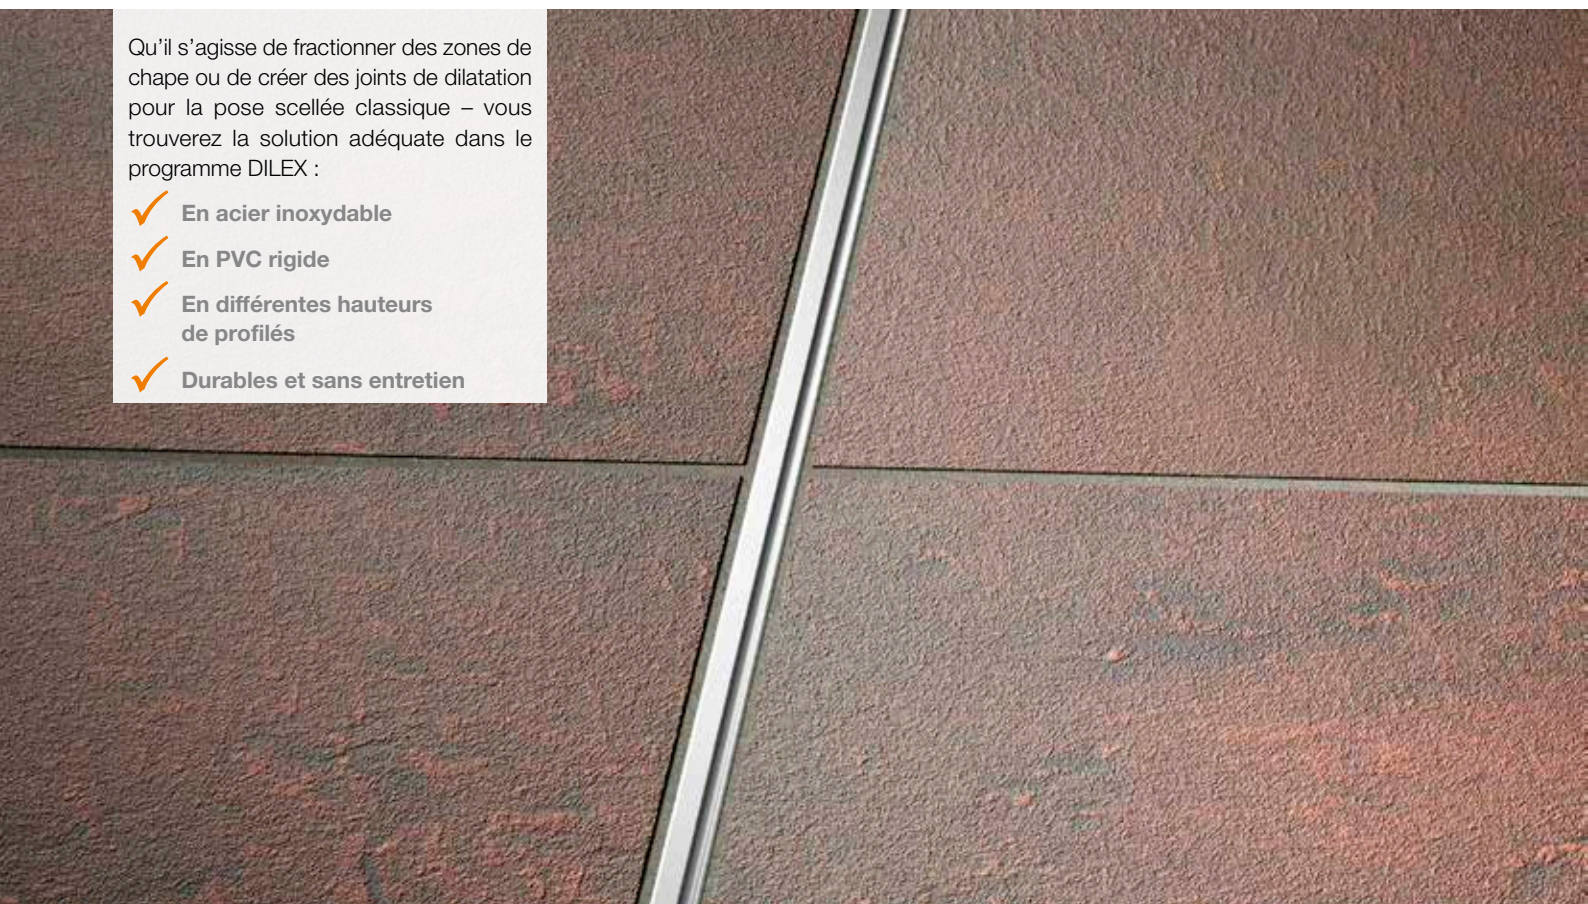 Qu’il s’agisse de fractionner des zones de
chape ou de créer des joints de dilatation
pour la pose scellée classique – vous
trouverez la solution adéquate dans le
programme DILEX :
En acier inoxydable
En PVC rigide
En différentes hauteurs
de profilés
Durables et sans entretien